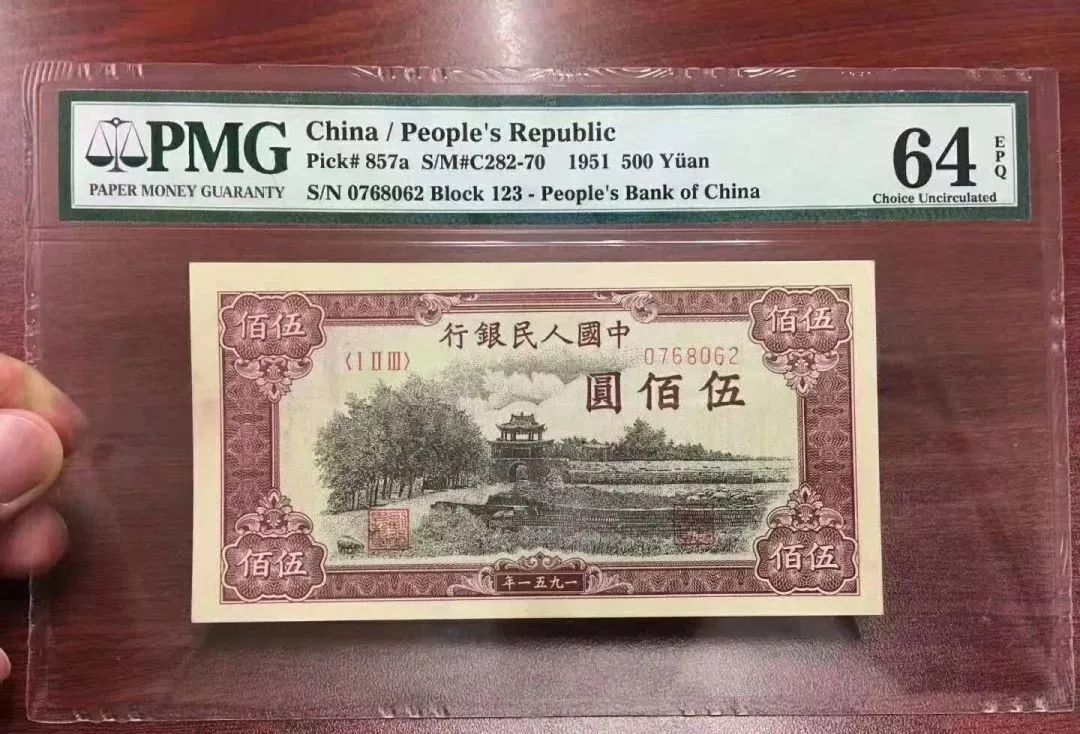 PMG
PAPER MONEY GUARANTY
China / People's Republic
Pick# 857a S/M#C282-70 1951 500 Yüan
S/N 0768062 Block 123 - People's Bank of China
64
EPQ
Choice Uncirculated
佰伍
行銀民人國中
佰伍
〈I II III〉
0768062
圓佰伍
佰伍
年一五九一
佰伍